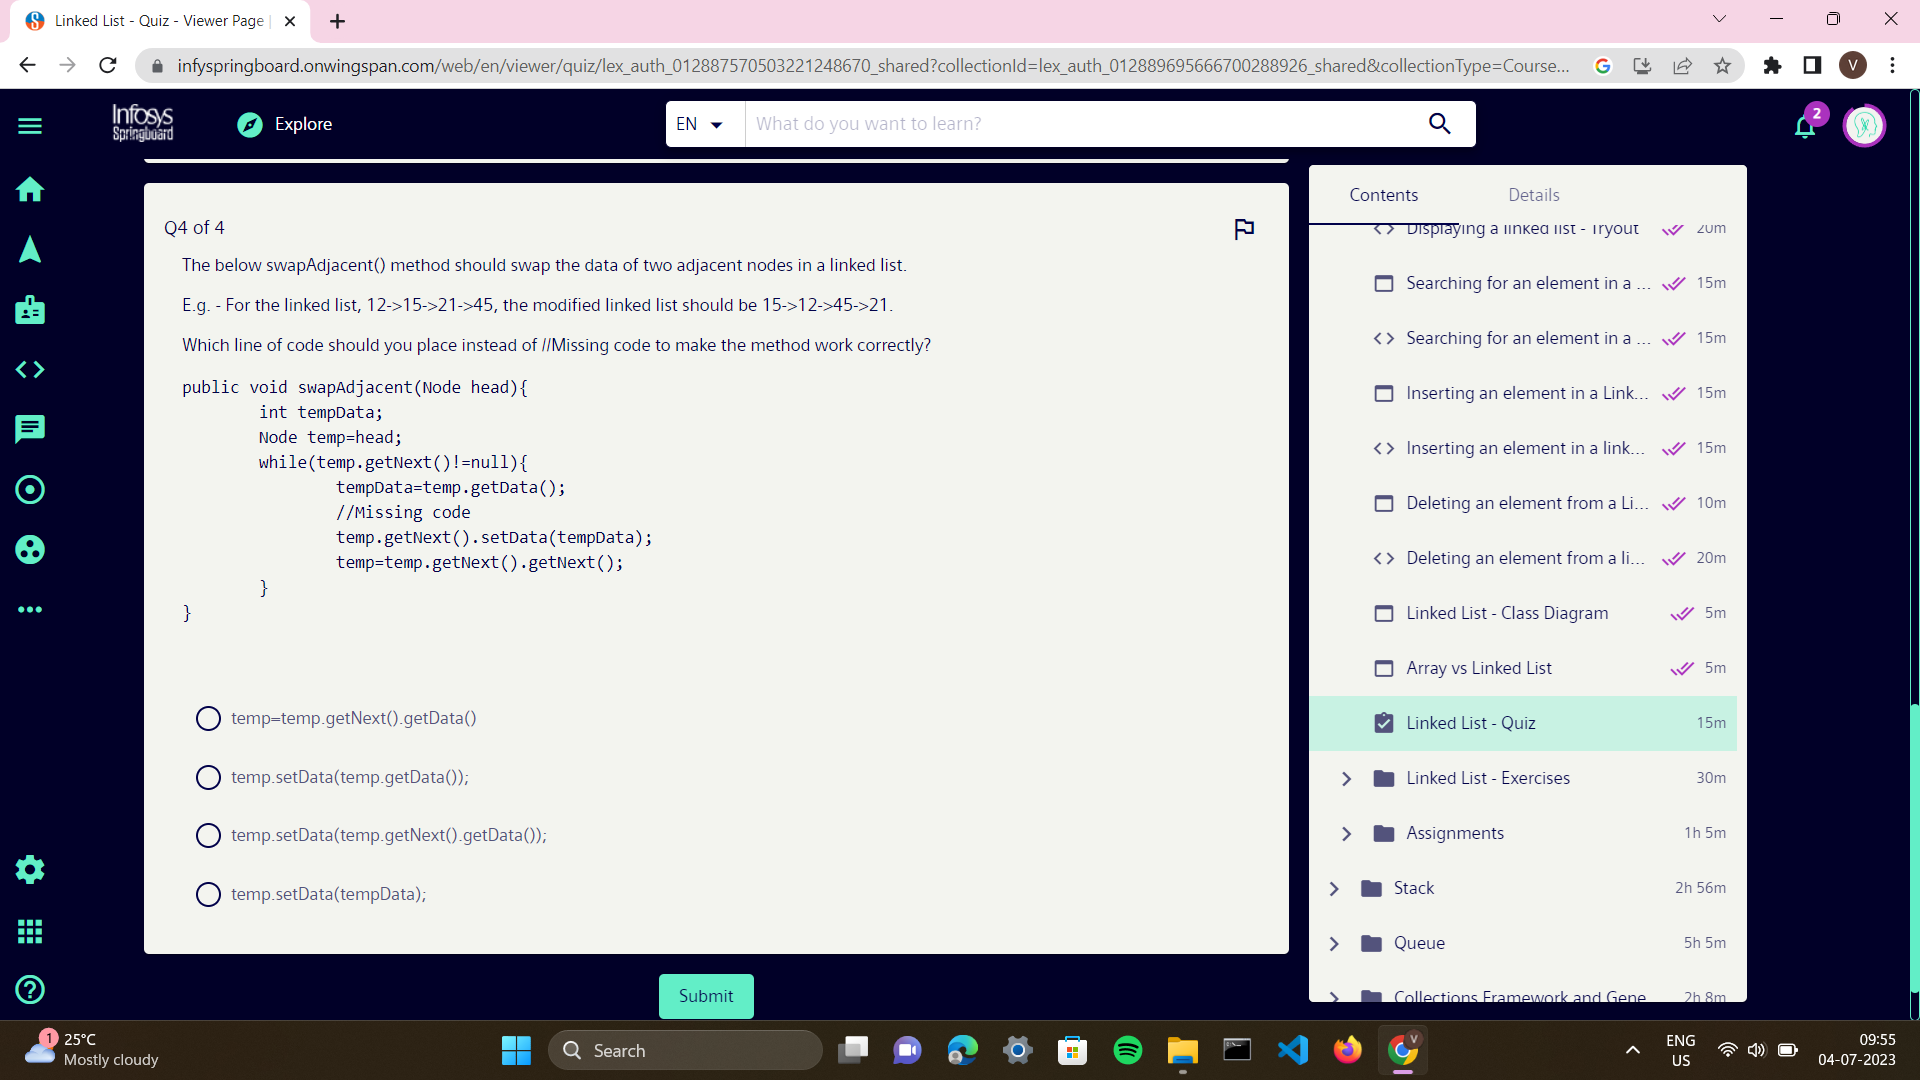 Linked List - Quiz - Viewer Page |
infyspringboard.onwingspan.com/web/en/viewer/quiz/lex_auth_012887570503221248670_shared?collectionId=lex_auth_012889695666700288926_shared&collectionType=Course...
V
Infosys
Springboard
Explore
EN
What do you want to learn?
2
Q4 of 4
The below swapAdjacent() method should swap the data of two adjacent nodes in a linked list.
E.g. - For the linked list, 12->15->21->45, the modified linked list should be 15->12->45->21.
Which line of code should you place instead of //Missing code to make the method work correctly?
public void swapAdjacent(Node head){
int tempData;
Node temp=head;
while(temp.getNext()!=null){
tempData=temp.getData();
//Missing code
temp.getNext().setData(tempData);
temp=temp.getNext().getNext();
}
}
temp=temp.getNext().getData()
temp.setData(temp.getData());
temp.setData(temp.getNext().getData());
temp.setData(tempData);
Submit
Contents
Details
Displaying a linked list - Tryout 20m
Searching for an element in a ... 15m
Searching for an element in a ... 15m
Inserting an element in a Link... 15m
Inserting an element in a link... 15m
Deleting an element from a Li... 10m
Deleting an element from a li... 20m
Linked List - Class Diagram 5m
Array vs Linked List 5m
Linked List - Quiz 15m
Linked List - Exercises 30m
Assignments 1h 5m
Stack 2h 56m
Queue 5h 5m
Collections Framework and Gene 2h 8m
1
25°C
Mostly cloudy
Search
V
ENG
US
09:55
04-07-2023